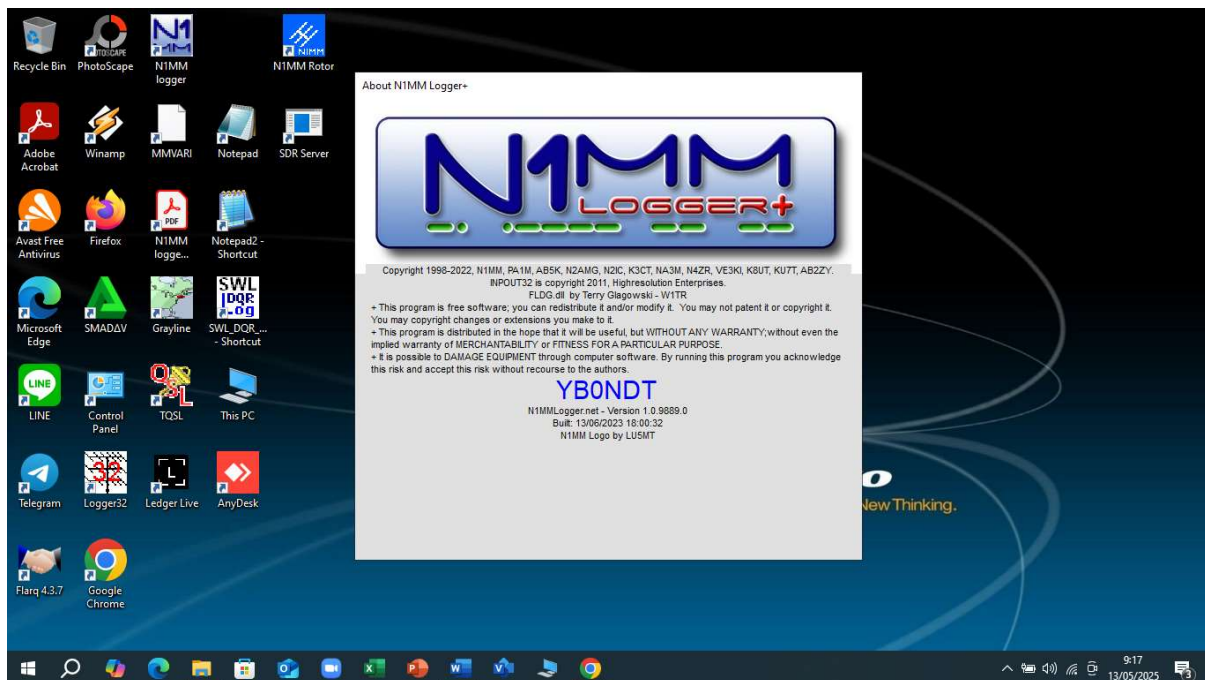 Recycle Bin
PhotoScape
N1MM
logger
N1MM Rotor
Adobe
Acrobat
Winamp
MMVARI
Notepad
SDR Server
Avast Free
Antivirus
Firefox
N1MM
logge...
Notepad2 -
Shortcut
Microsoft
Edge
SMADΔV
Grayline
SWL_DQR_...
- Shortcut
LINE
Control
Panel
TQSL
This PC
Telegram
Logger32
Ledger Live
AnyDesk
Flarq 4.3.7
Google
Chrome
About N1MM Logger+
N1MM
LOGGER+
Copyright 1998-2022, N1MM, PA1M, AB5K, N2AMG, N2IC, K3CT, NA3M, N4ZR, VE3KI, K8UT, KU7T, AB2ZY.
INPOUT32 is copyright 2011, Highresolution Enterprises.
FLDG.dll by Terry Glagowski - W1TR
+ This program is free software; you can redistribute it and/or modify it. You may not patent it or copyright it.
You may copyright changes or extensions you make to it.
+ This program is distributed in the hope that it will be useful, but WITHOUT ANY WARRANTY;without even the
implied warranty of MERCHANTABILITY or FITNESS FOR A PARTICULAR PURPOSE.
+ It is possible to DAMAGE EQUIPMENT through computer software. By running this program you acknowledge
this risk and accept this risk without recourse to the authors.
YB0NDT
N1MMLogger.net - Version 1.0.9889.0
Built: 13/06/2023 18:00:32
N1MM Logo by LU5MT
New Thinking.
9:17
13/05/2025